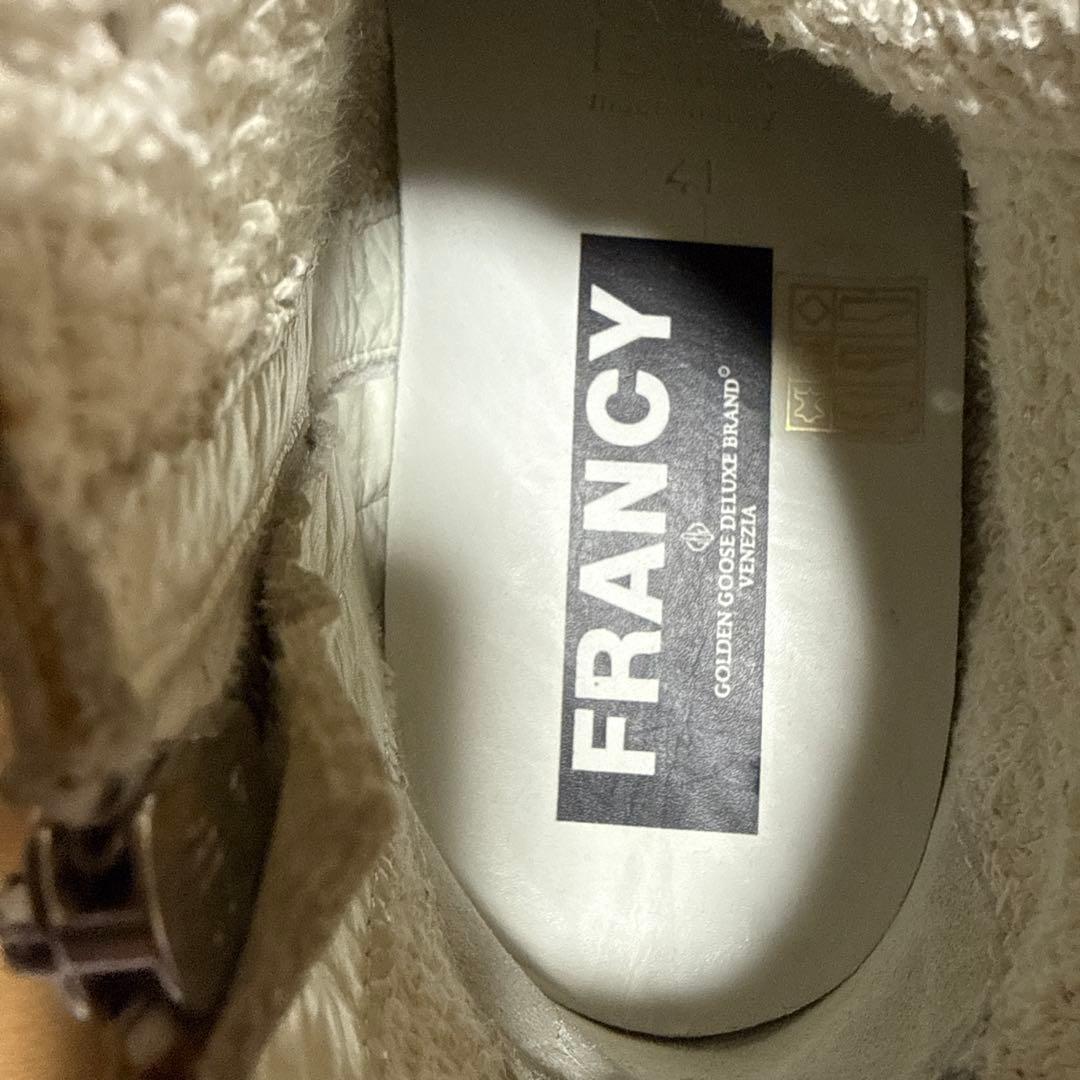 41
FRANCY
GOLDEN GOOSE DELUXE BRAND®
VENEZIA